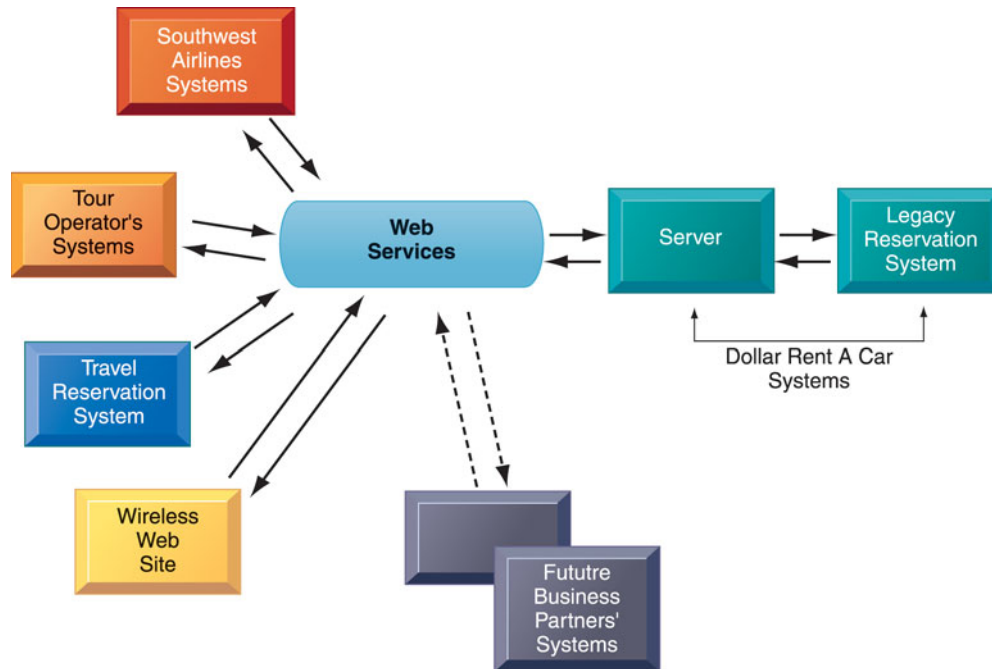 Southwest
Airlines
Systems
Tour
Operator's
Systems
Web
Services
Server
Legacy
Reservation
System
Dollar Rent A Car
Systems
Travel
Reservation
System
Wireless
Web
Site
Fututre
Business
Partners'
Systems